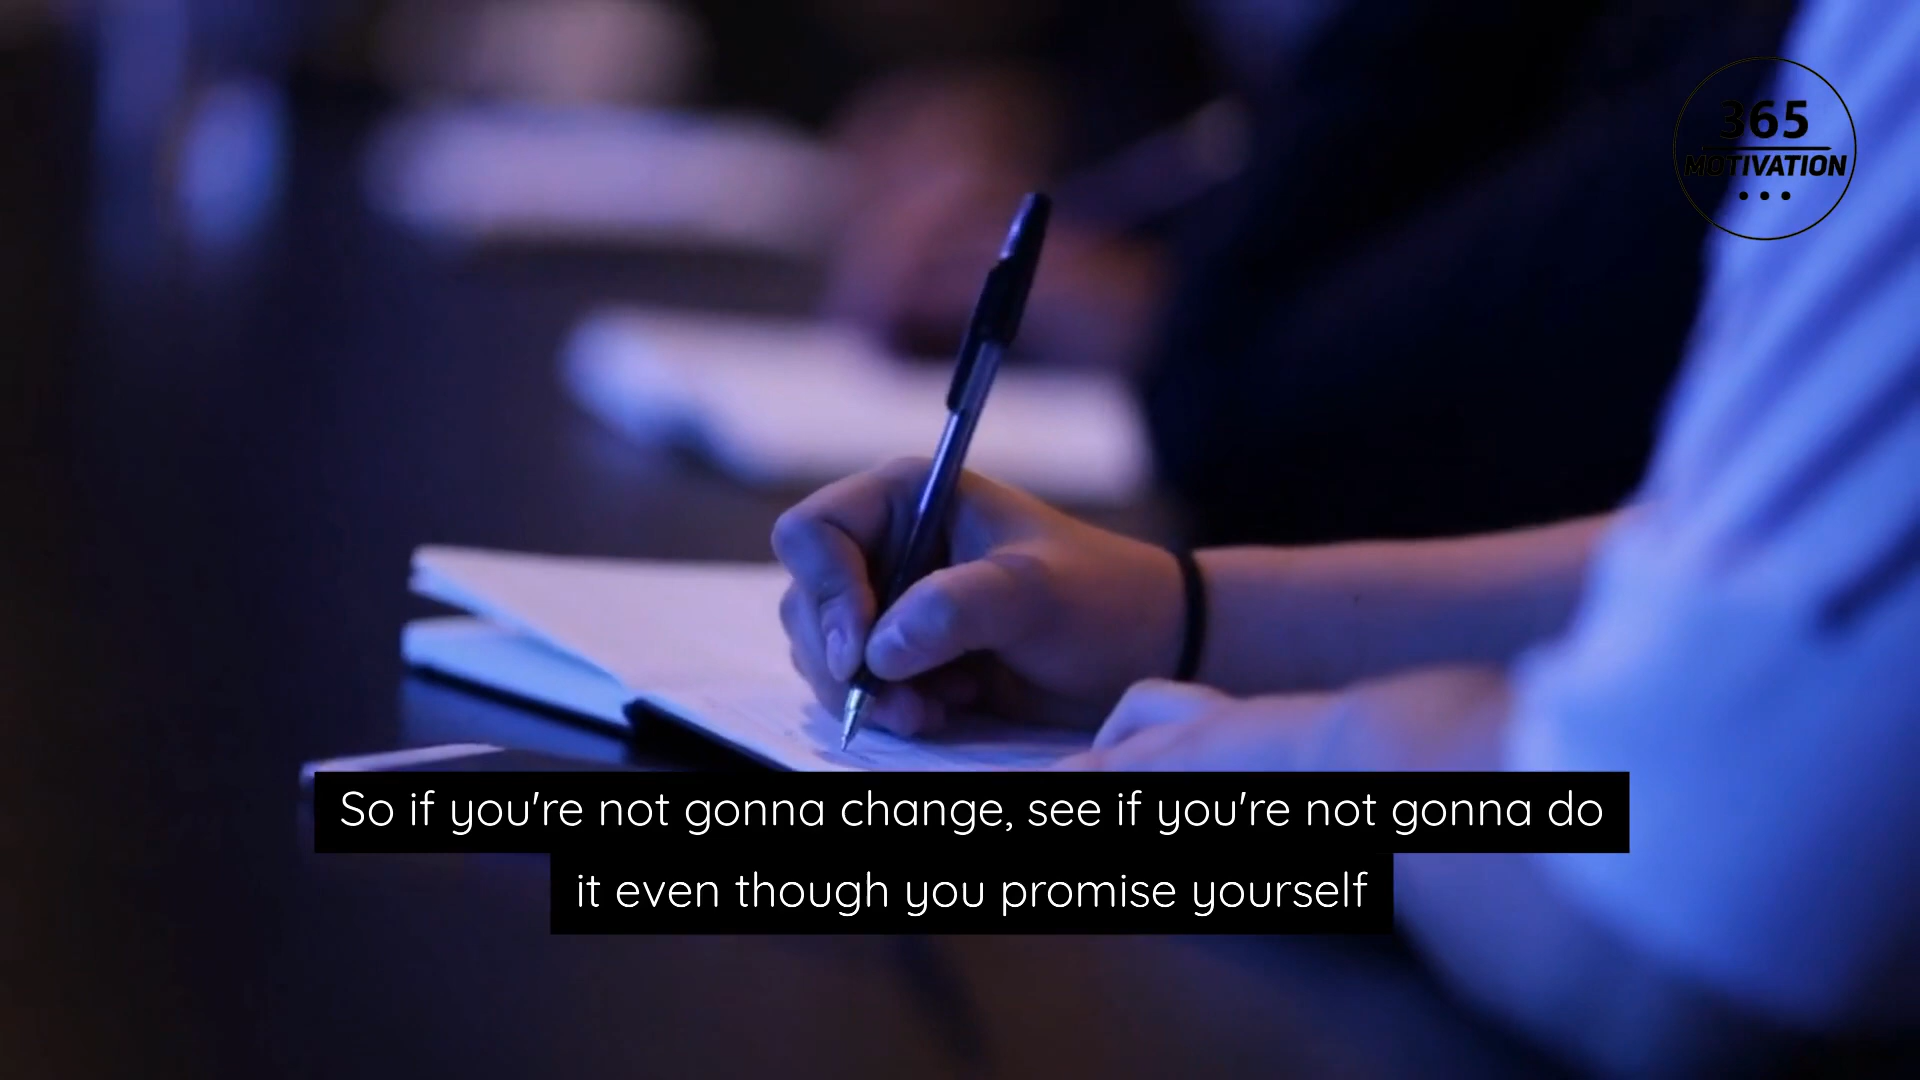 365
MOTIVATION
So if you're not gonna change, see if you're not gonna do
it even though you promise yourself